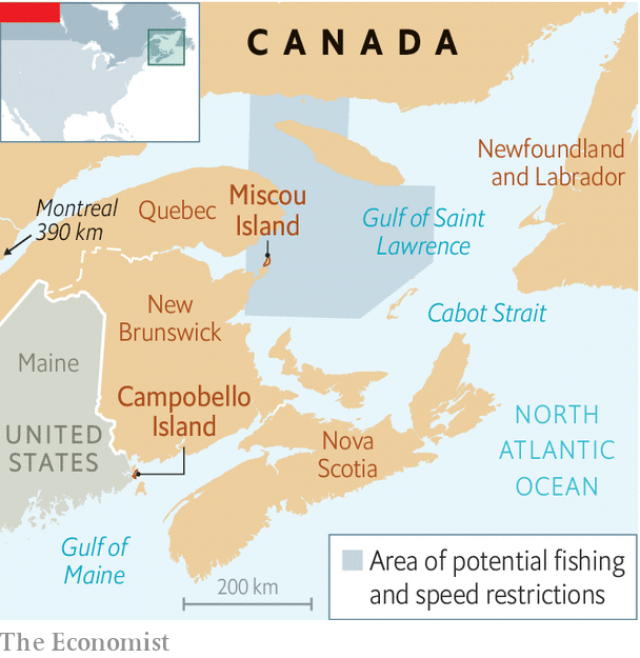 CANADA
Newfoundland
and Labrador
Montreal
390 km
Quebec
Miscou
Island
Gulf of Saint
Lawrence
New
Brunswick
Cabot Strait
Maine
Campobello
Island
UNITED
STATES
Nova
Scotia
NORTH
ATLANTIC
OCEAN
Gulf of
Maine
200 km
Area of potential fishing
and speed restrictions
The Economist